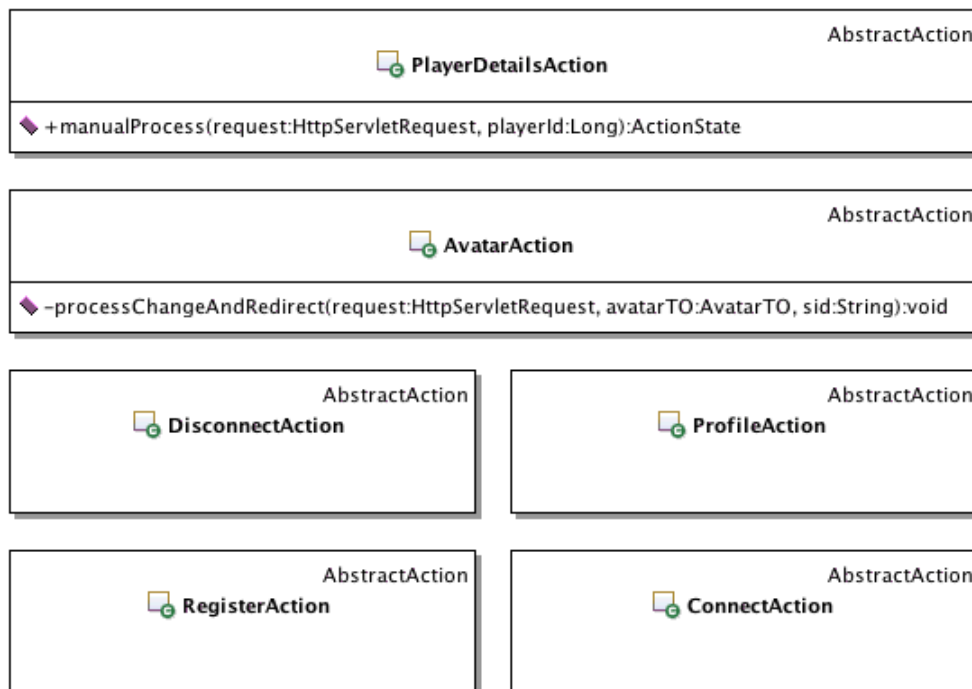 AbstractAction
PlayerDetailsAction
+manualProcess(request:HttpServletRequest, playerId:Long):ActionState
AbstractAction
AvatarAction
-processChangeAndRedirect(request:HttpServletRequest, avatarTO:AvatarTO, sid:String):void
AbstractAction
DisconnectAction
AbstractAction
ProfileAction
AbstractAction
RegisterAction
AbstractAction
ConnectAction